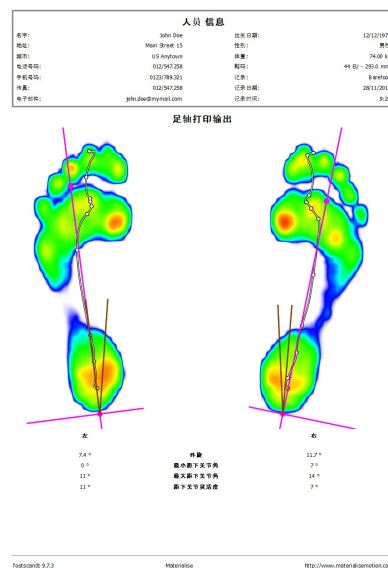 人员 信息
名字: John Doe 出生日期: 12/12/197
地址: Main Street 15 性别: 男性
城市: US Anytown 体重: 74.00 k
电话号码: 012/547.258 鞋码: 44 EU - 293.0 mm
手机号码: 0123/789.321 记录: Barefoo
传真: 012/547.258 记录日期: 28/11/201
电子邮件: john.doe@mymail.com 记录时间: 9:2
足轴打印输出
左 右
7.4 ° 外旋 11.7 °
0 ° 最小距下关节角 7 °
11 ° 最大距下关节角 14 °
11 ° 距下关节灵活度 7 °
footscan® 9.7.3 Materialise http://www.materialisemotion.co